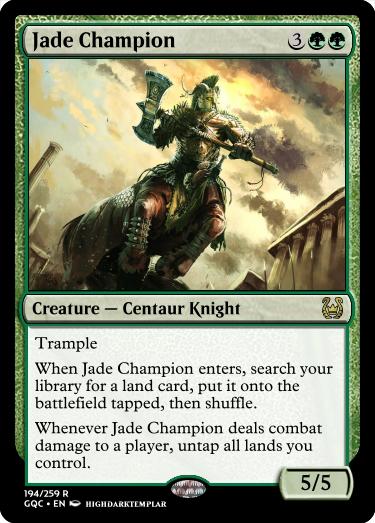 Jade Champion 3
Creature — Centaur Knight
Trample
When Jade Champion enters, search your
library for a land card, put it onto the
battlefield tapped, then shuffle.
Whenever Jade Champion deals combat
damage to a player, untap all lands you
control.
5/5
194/259 R
GQC • EN HIGHDARKTEMPLAR